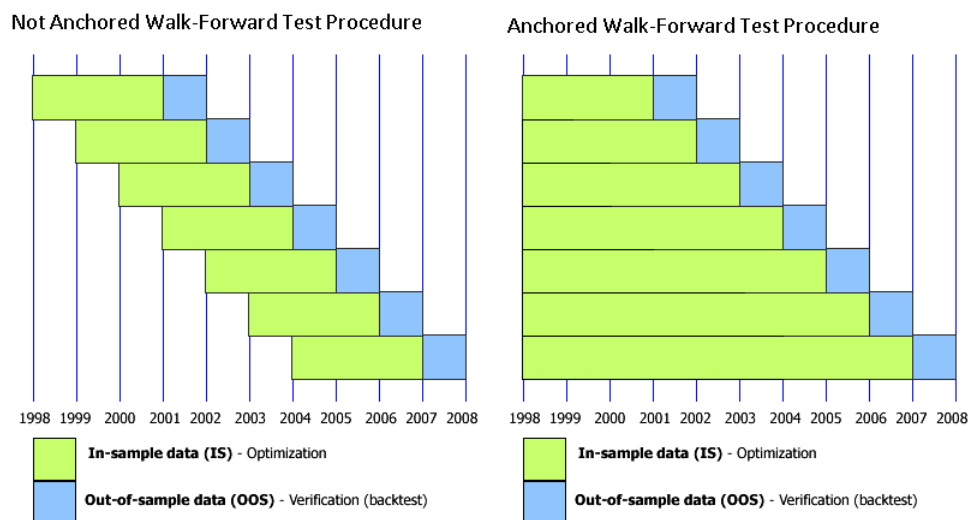 Not Anchored Walk-Forward Test Procedure
1998 1999 2000 2001 2002 2003 2004 2005 2006 2007 2008
In-sample data (IS) - Optimization
Out-of-sample data (OOS) - Verification (backtest)
Anchored Walk-Forward Test Procedure
1998 1999 2000 2001 2002 2003 2004 2005 2006 2007 2008
In-sample data (IS) - Optimization
Out-of-sample data (OOS) - Verification (backtest)